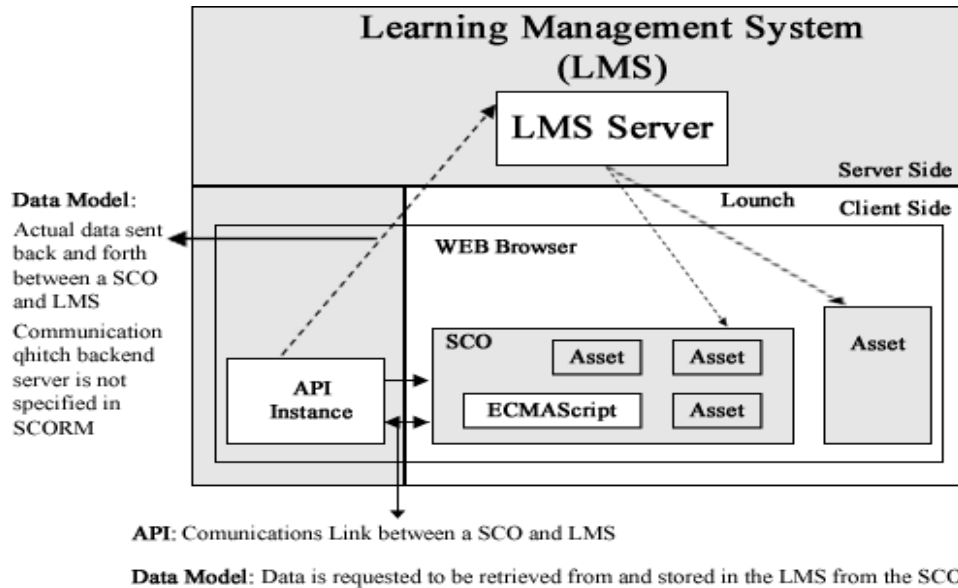 Learning Management System
(LMS)
LMS Server
Server Side
Data Model:
Actual data sent
back and forth
between a SCO
and LMS
Communication
qhitch backend
server is not
specified in
SCORM
Lounch
Client Side
WEB Browser
SCO
Asset
Asset
Asset
API
Instance
ECMAScript
Asset
API: Comunications Link between a SCO and LMS
Data Model: Data is requested to be retrieved from and stored in the LMS from the SCO